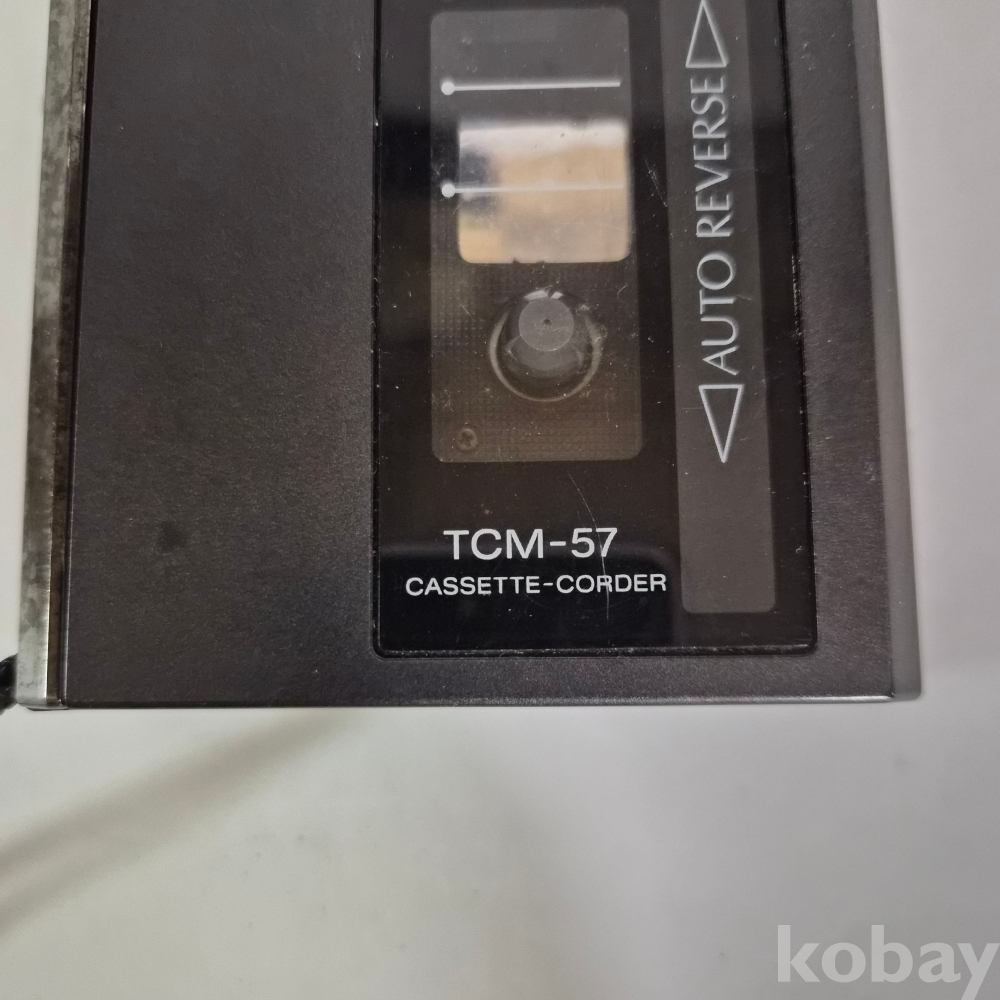 AUTO REVERSE
TCM-57
CASSETTE-CORDER
kobay